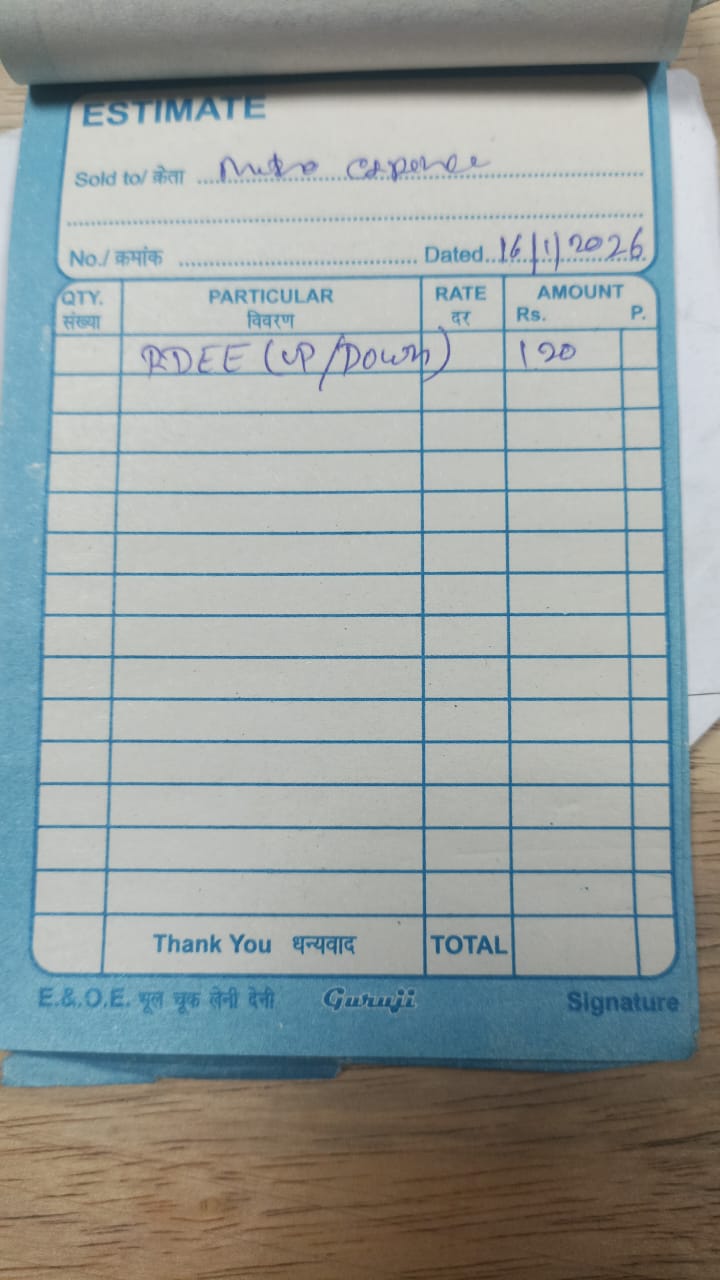 ESTIMATE
Sold to/ क्रेता Metro expense
No./ क्रमांक Dated 16/1/2026
QTY. PARTICULAR RATE AMOUNT
संख्या विवरण दर Rs. P.
RDEE (UP/Down) 120
Thank You धन्यवाद TOTAL
E.&.O.E. भूल चूक लेनी देनी Guruji Signature